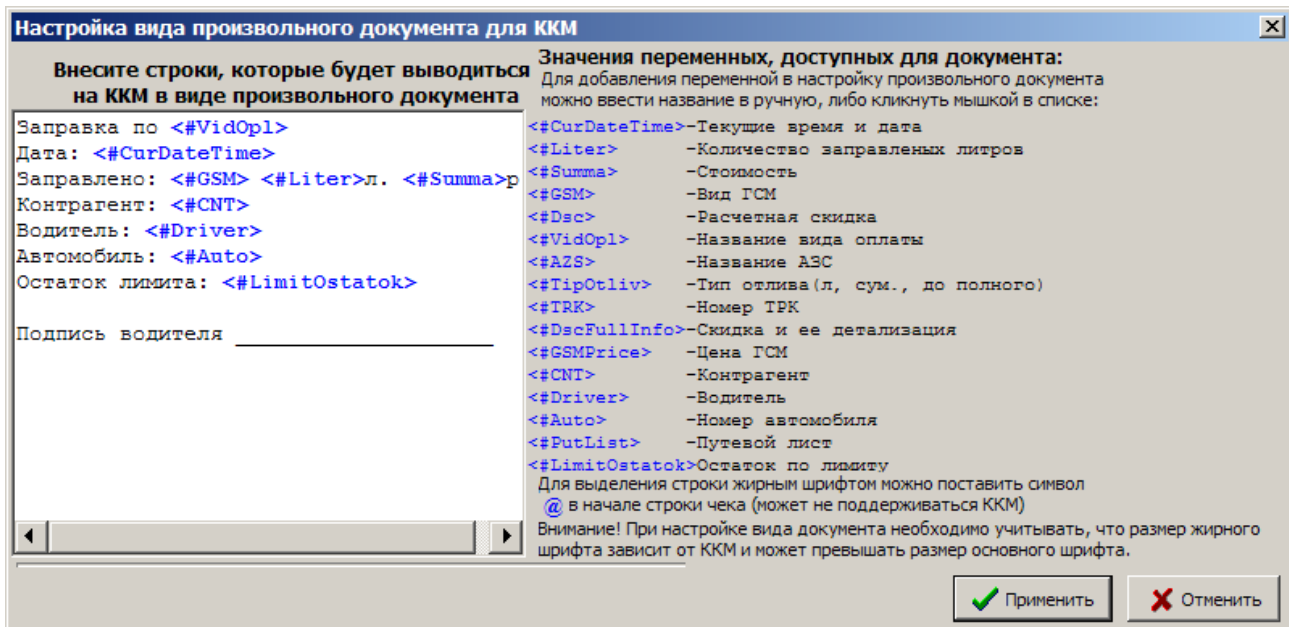 Настройка вида произвольного документа для ККМ
Внесите строки, которые будет выводиться
на ККМ в виде произвольного документа
Заправка по <#VidOpl>
Дата: <#CurDateTime>
Заправлено: <#GSM> <#Liter>л. <#Summa>р
Контрагент: <#CNT>
Водитель: <#Driver>
Автомобиль: <#Auto>
Остаток лимита: <#LimitOstatok>
Подпись водителя ____________________
Значения переменных, доступных для документа:
Для добавления переменной в настройку произвольного документа
можно ввести название в ручную, либо кликнуть мышкой в списке:
<#CurDateTime>-Текущие время и дата
<#Liter> -Количество заправленых литров
<#Summa> -Стоимость
<#GSM> -Вид ГСМ
<#Dsc> -Расчетная скидка
<#VidOpl> -Название вида оплаты
<#AZS> -Название АЗС
<#TipOtliv> -Тип отлива(л, сум., до полного)
<#TRK> -Номер ТРК
<#DscFullInfo>-Скидка и ее детализация
<#GSMPrice> -Цена ГСМ
<#CNT> -Контрагент
<#Driver> -Водитель
<#Auto> -Номер автомобиля
<#PutList> -Путевой лист
<#LimitOstatok>Остаток по лимиту
Для выделения строки жирным шрифтом можно поставить символ
@ в начале строки чека (может не поддерживаться ККМ)
Внимание! При настройке вида документа необходимо учитывать, что размер жирного
шрифта зависит от ККМ и может превышать размер основного шрифта.
Применить
Отменить